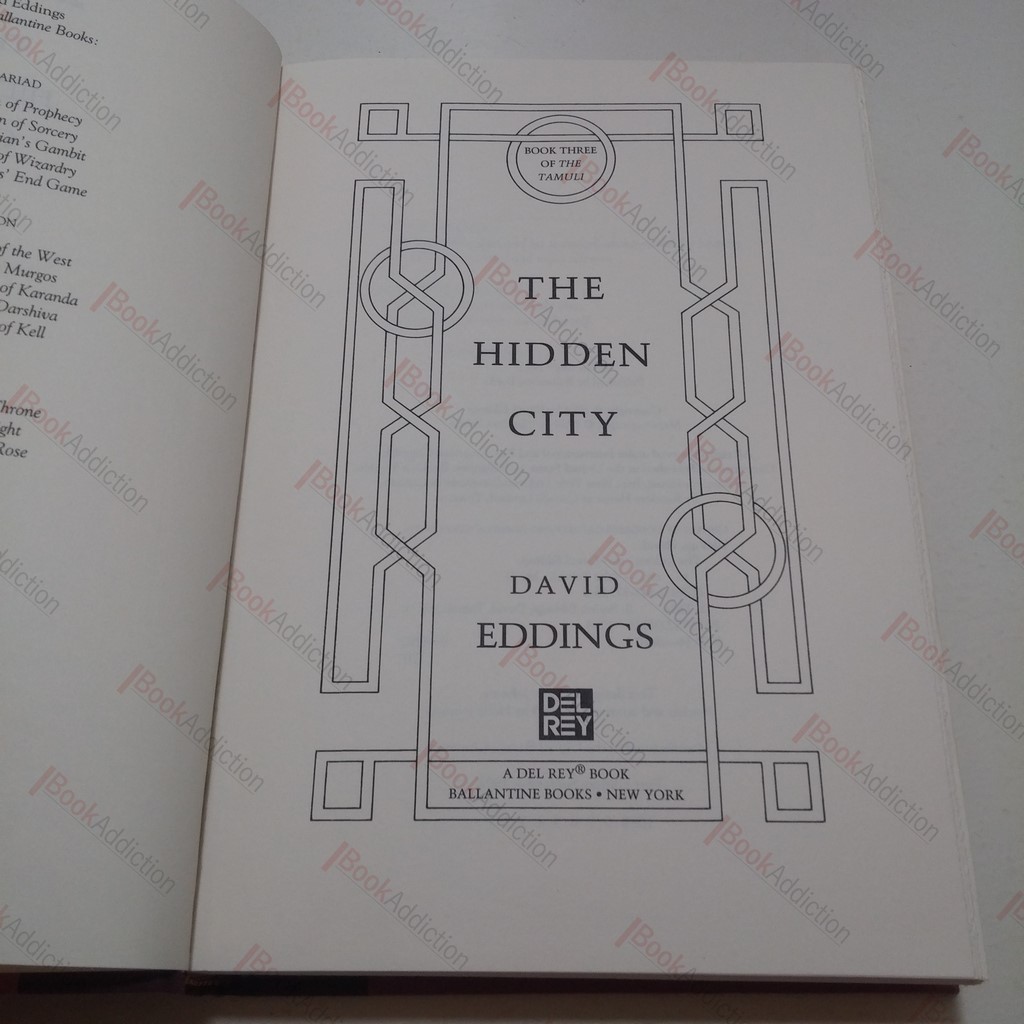 Eddings
allantine Books:
ARIAD
of Prophecy
n of Sorcery
ian's Gambit
of Wizardry
s' End Game
ON
of the West
Murgos
of Karanda
Darshiva
of Kell
Throne
ght
Rose
BOOK THREE
OF THE
TAMULI
THE
HIDDEN
CITY
DAVID
EDDINGS
DEL
REY
A DEL REY® BOOK
BALLANTINE BOOKS • NEW YORK
BookAddiction